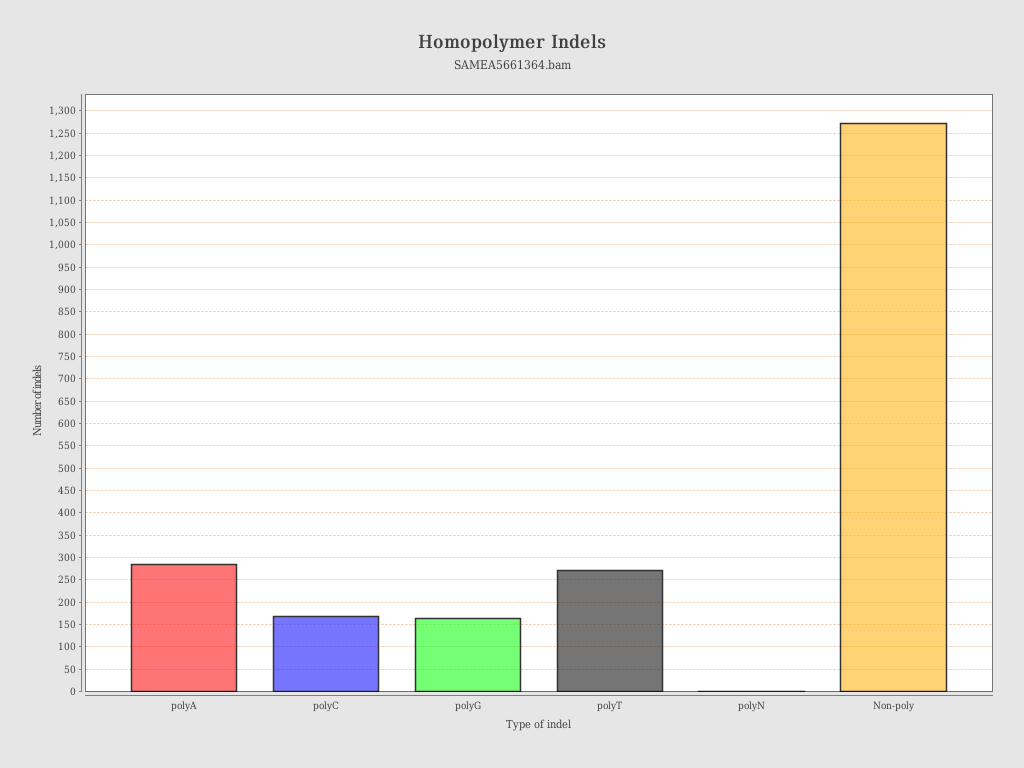 Homopolymer Indels
SAMEA5661364.bam
1,300
1,250
1,200
1,150
1,100
1,050
1,000
950
900
850
800
750
700
650
600
550
500
450
400
350
300
250
200
150
100
50
0
Number of indels
polyA
polyC
polyG
polyT
polyN
Non-poly
Type of indel